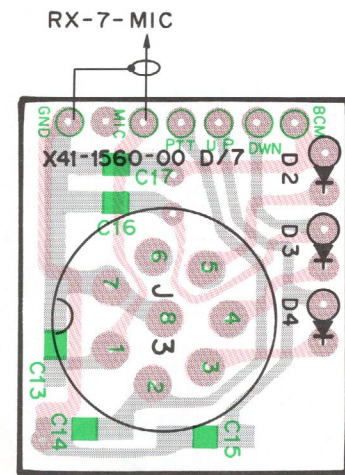 RX-7-MIC
GND MIC PTT UP DWN 8CM
X41-1560-00 D/7
C17
C16
D2
D3
D4
J3
1
2
3
4
5
6
7
8
C13
C14
C15